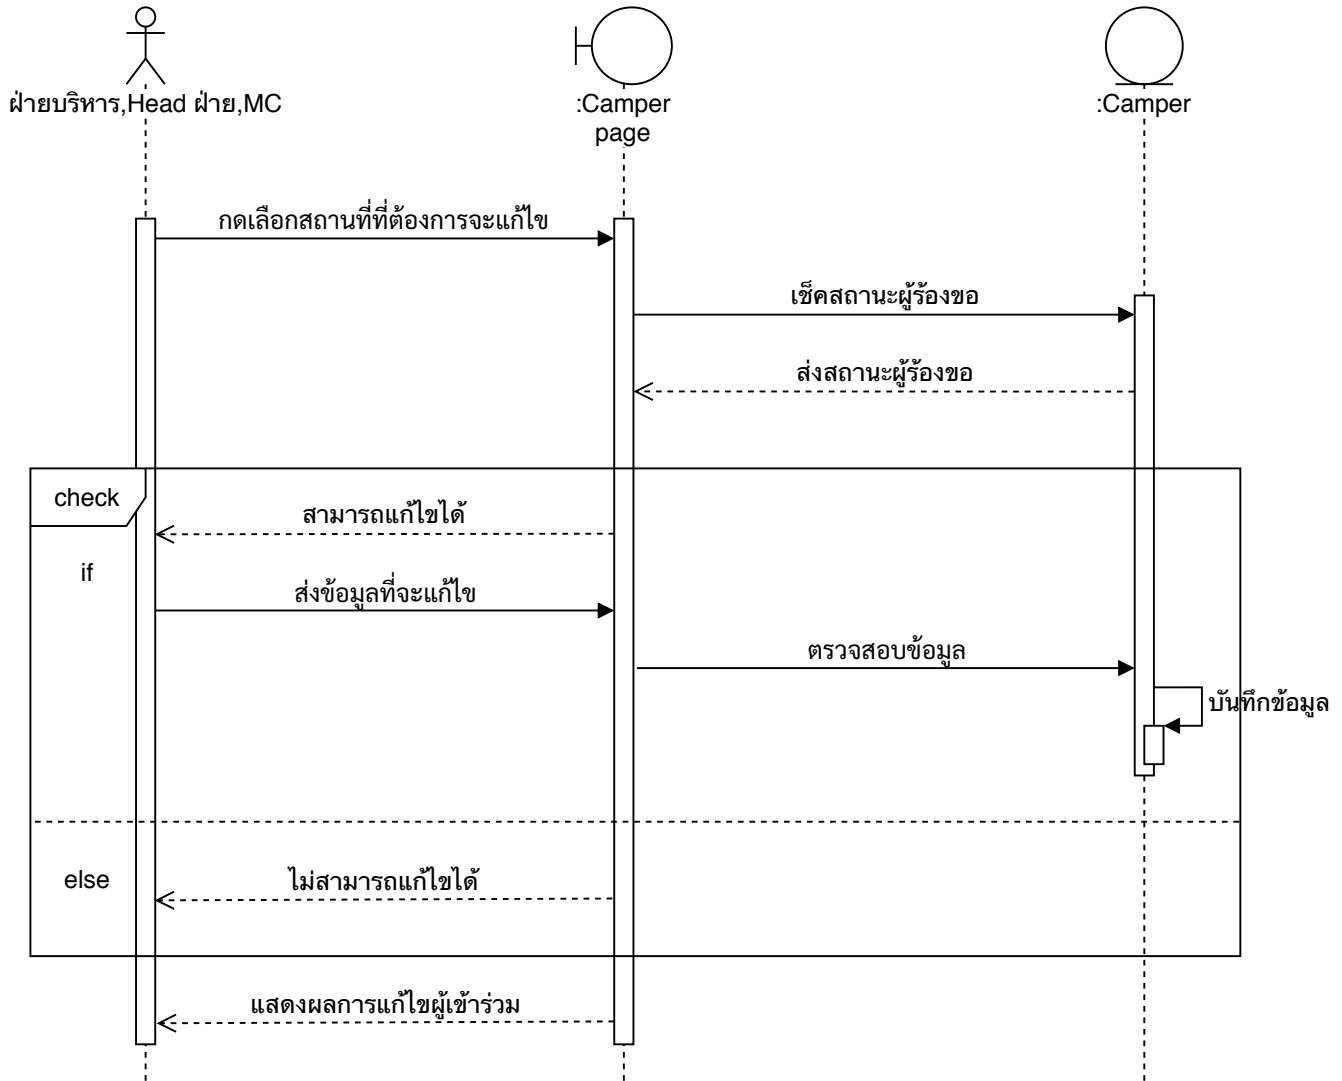 ฝ่ายบริหาร,Head ฝ่าย,MC
:Camper
page
:Camper
กดเลือกสถานที่ที่ต้องการจะแก้ไข
เช็คสถานะผู้ร้องขอ
ส่งสถานะผู้ร้องขอ
check
สามารถแก้ไขได้
if
ส่งข้อมูลที่จะแก้ไข
ตรวจสอบข้อมูล
บันทึกข้อมูล
else
ไม่สามารถแก้ไขได้
แสดงผลการแก้ไขผู้เข้าร่วม